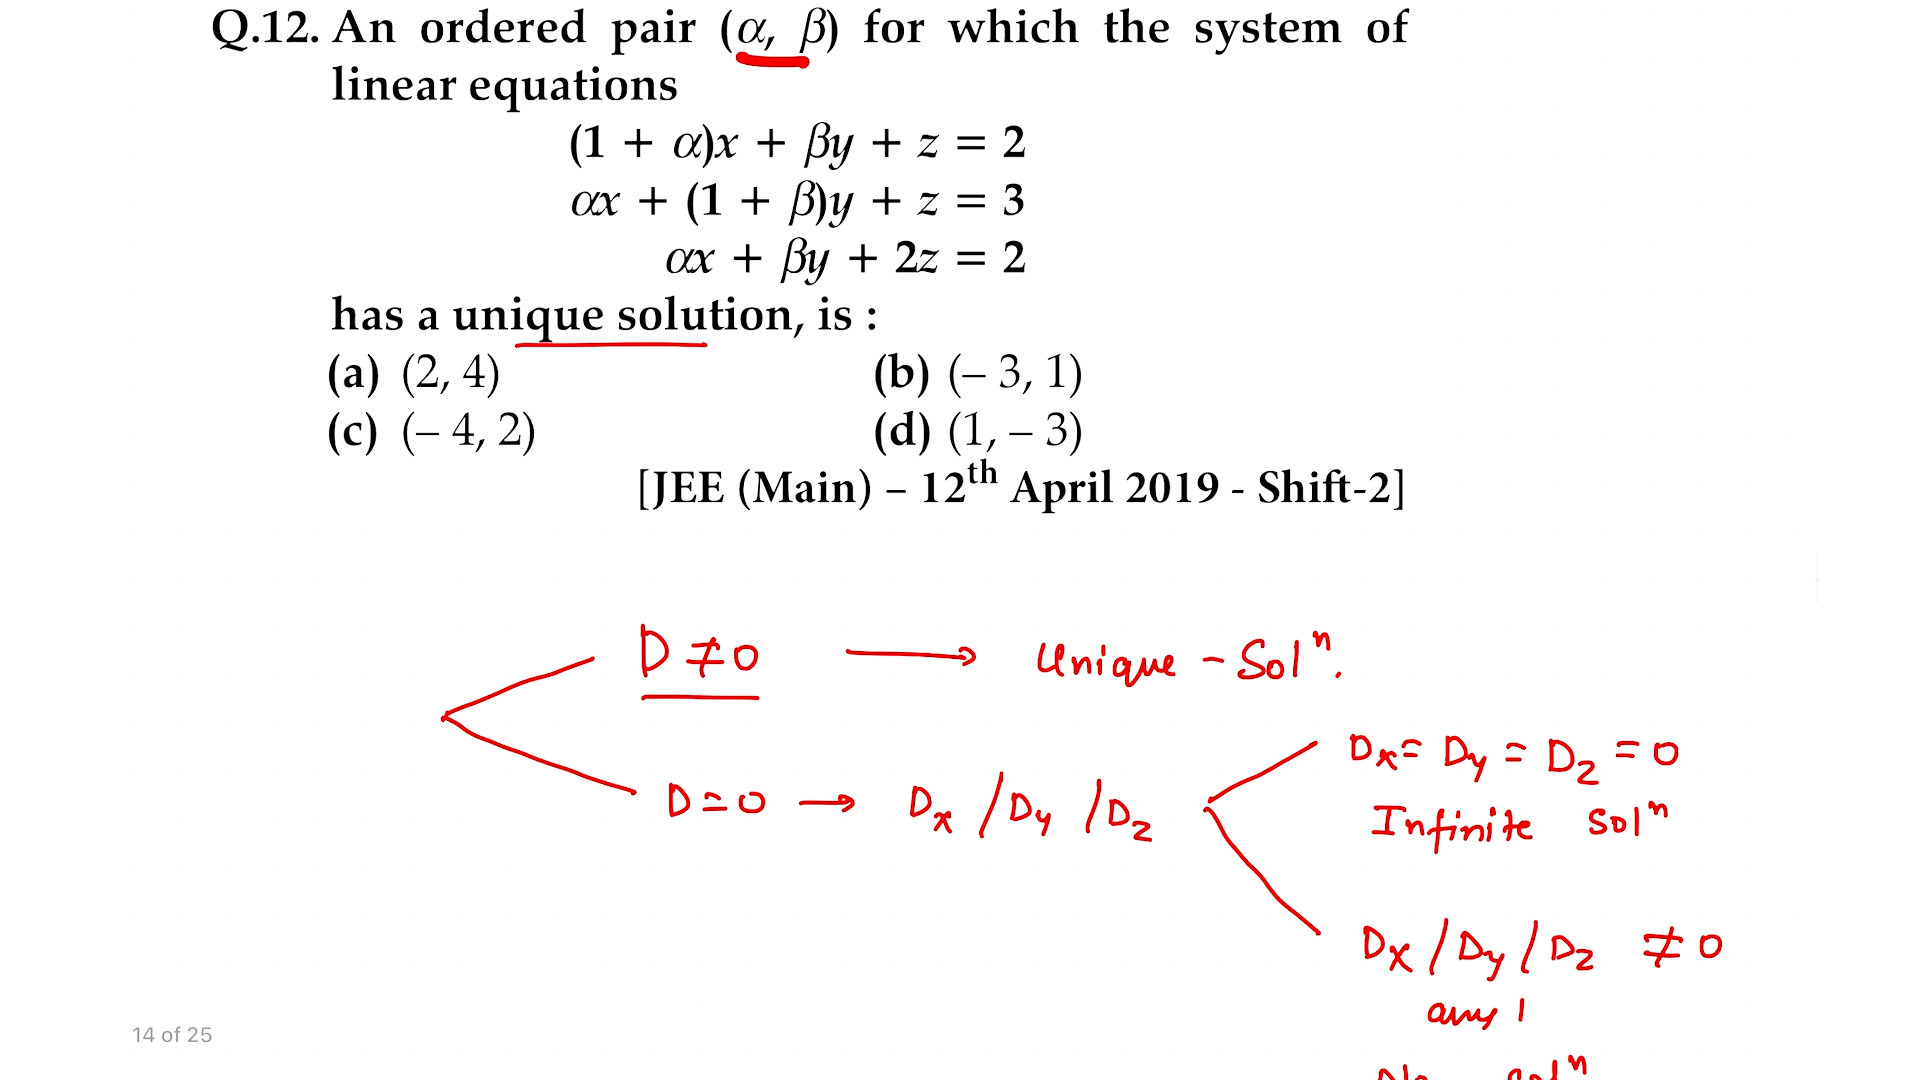 Q.12. An ordered pair (α, β) for which the system of
linear equations
(1 + α)x + βy + z = 2
αx + (1 + β)y + z = 3
αx + βy + 2z = 2
has a unique solution, is :
(a) (2, 4) (b) (– 3, 1)
(c) (– 4, 2) (d) (1, – 3)
[JEE (Main) – 12th April 2019 - Shift-2]
D ≠ 0 → Unique - Solⁿ.
Dx = Dy = Dz = 0
D = 0 → Dx / Dy / Dz
Infinite Solⁿ
Dx / Dy / Dz ≠ 0
any 1
14 of 25